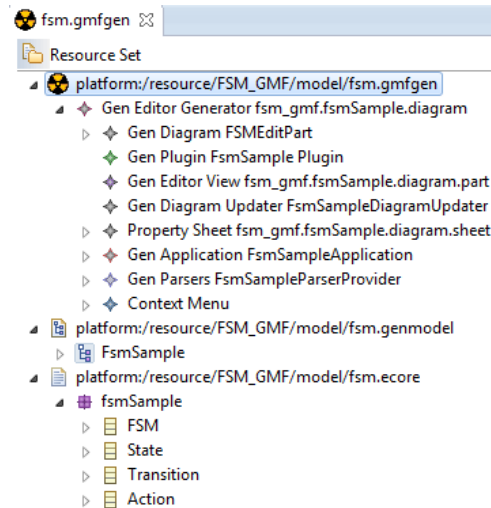 fsm.gmfgen
Resource Set
platform:/resource/FSM_GMF/model/fsm.gmfgen
Gen Editor Generator fsm_gmf.fsmSample.diagram
Gen Diagram FSMEditPart
Gen Plugin FsmSample Plugin
Gen Editor View fsm_gmf.fsmSample.diagram.part
Gen Diagram Updater FsmSampleDiagramUpdater
Property Sheet fsm_gmf.fsmSample.diagram.sheet
Gen Application FsmSampleApplication
Gen Parsers FsmSampleParserProvider
Context Menu
platform:/resource/FSM_GMF/model/fsm.genmodel
FsmSample
platform:/resource/FSM_GMF/model/fsm.ecore
fsmSample
FSM
State
Transition
Action